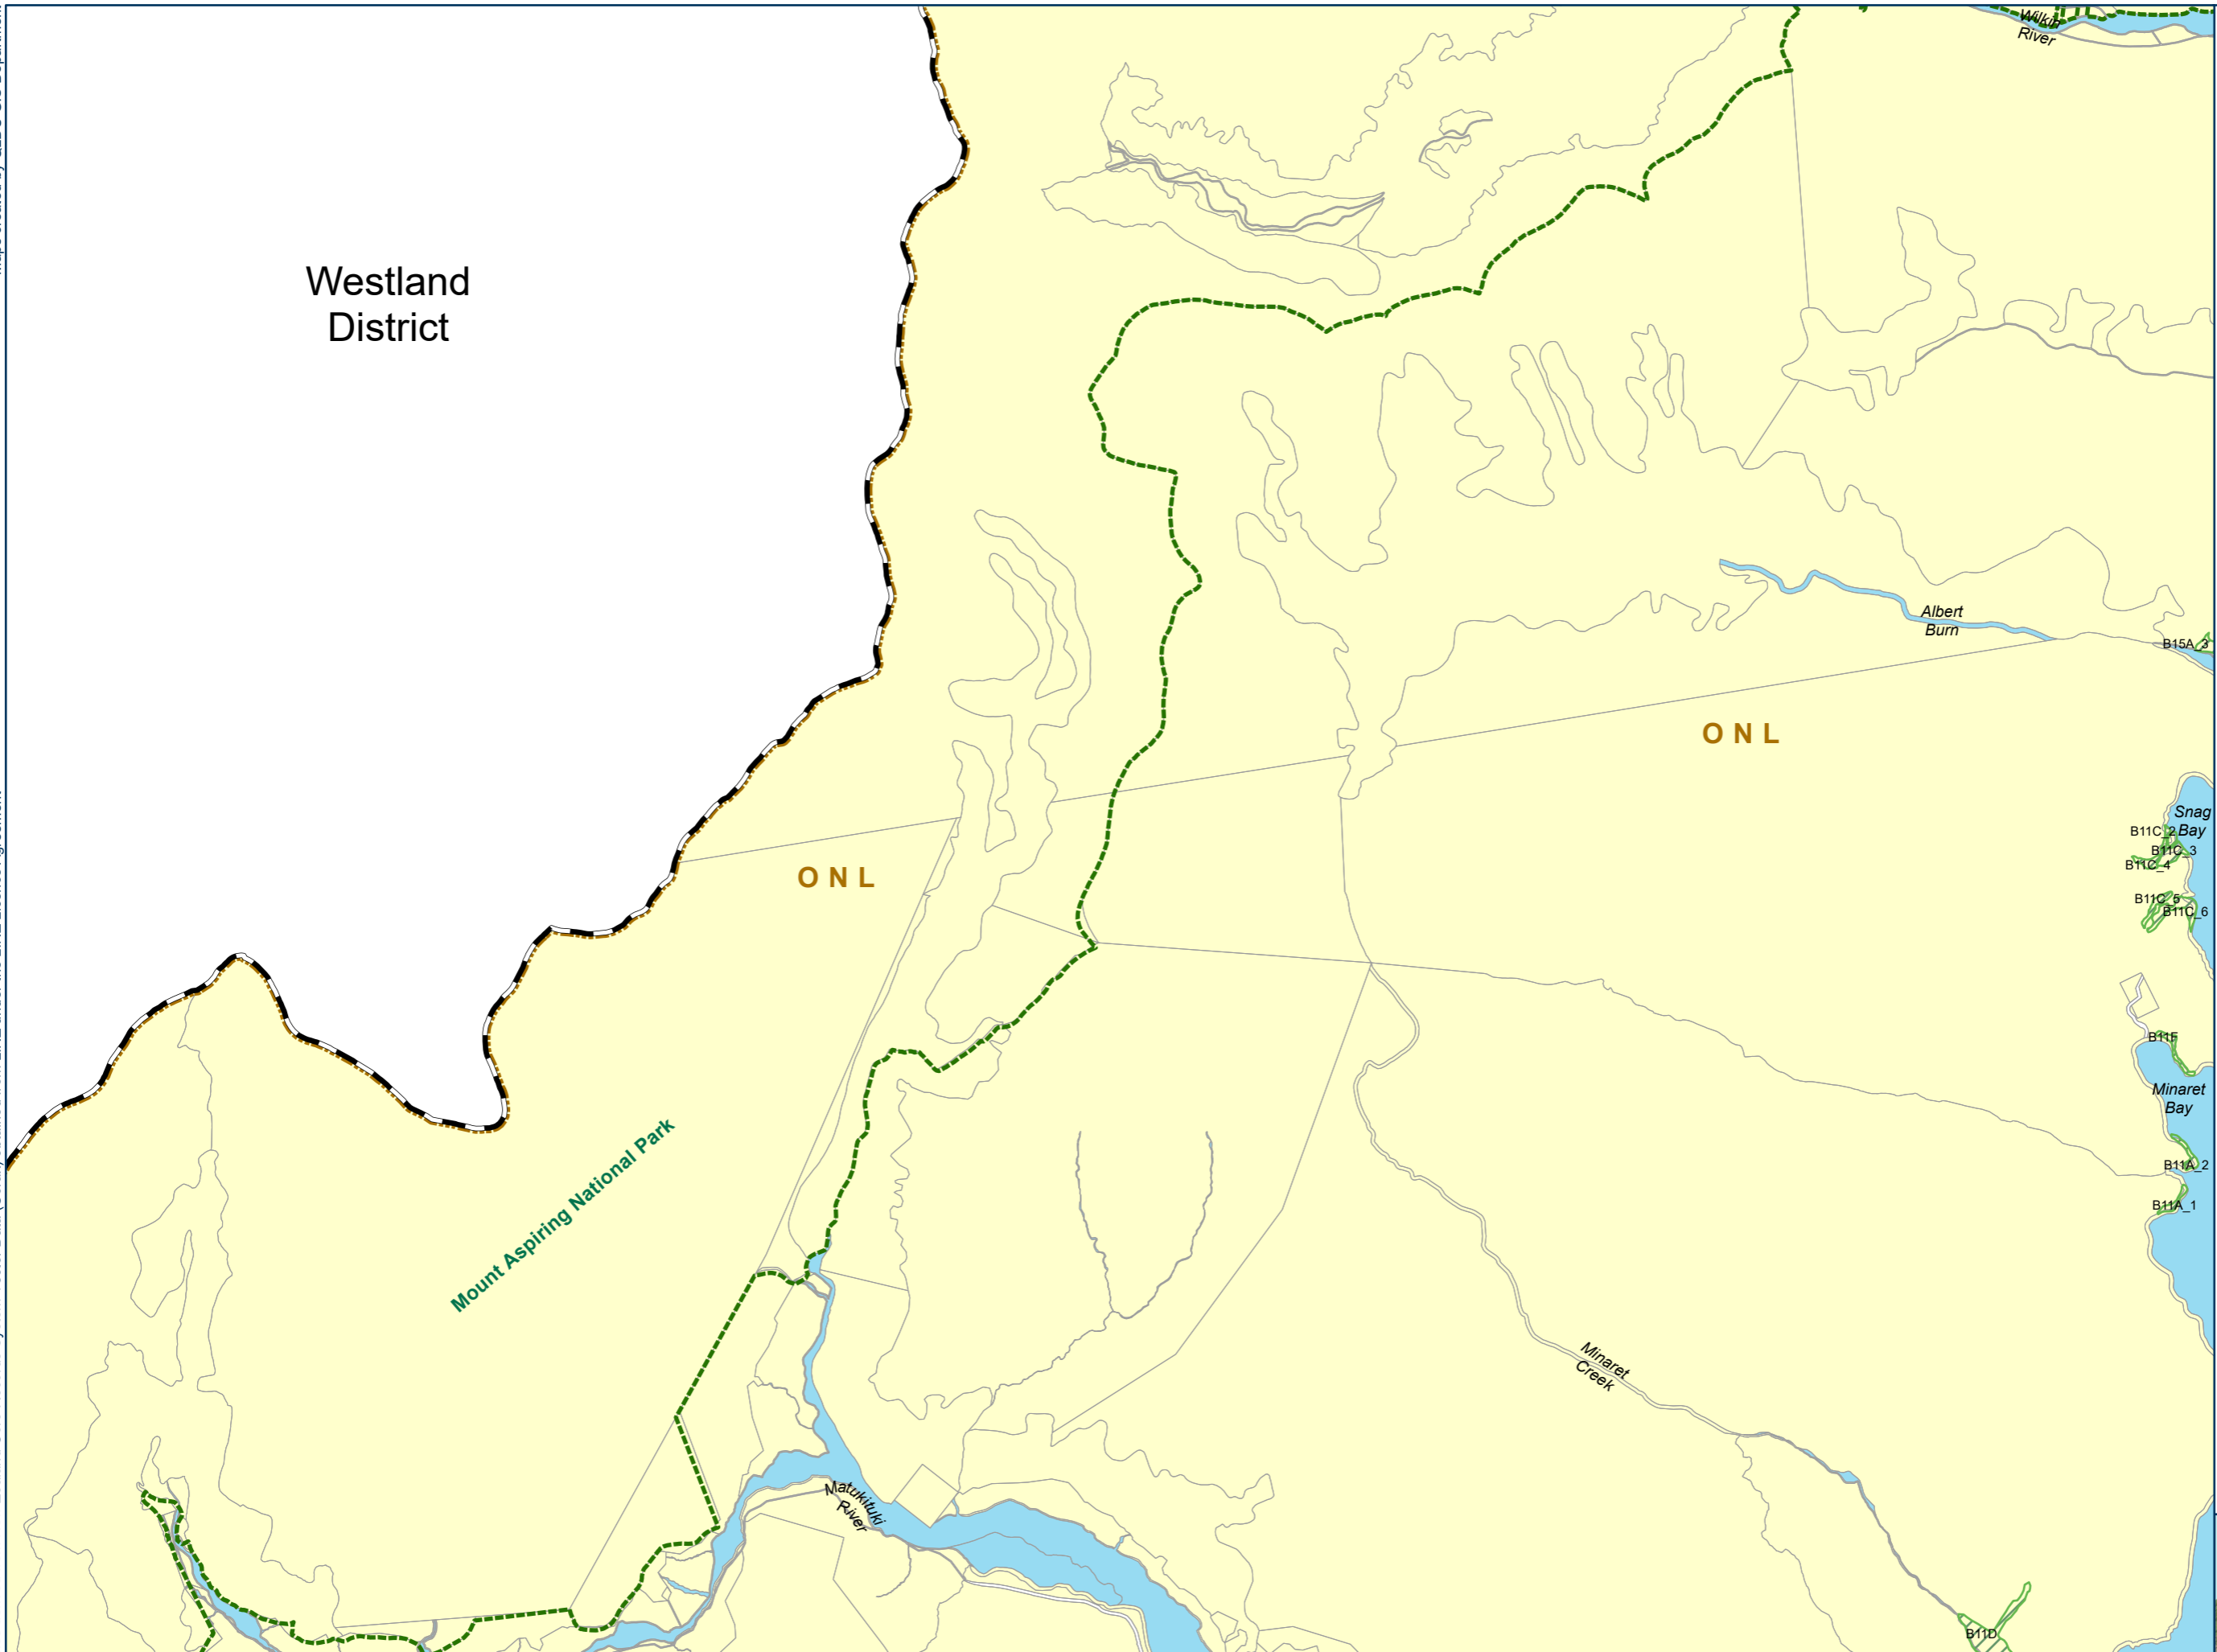 Wilkin
River
Westland
District
Albert
Burn
B15A_3
O N L
Snag
Bay
B11C_2
B11C_3
B11C_4
O N L
B11C_5
B11C_6
B11F
Minaret
Bay
Mount Aspiring National Park
B11A_2
B11A_1
Minaret
Creek
Matukituki
River
B11D